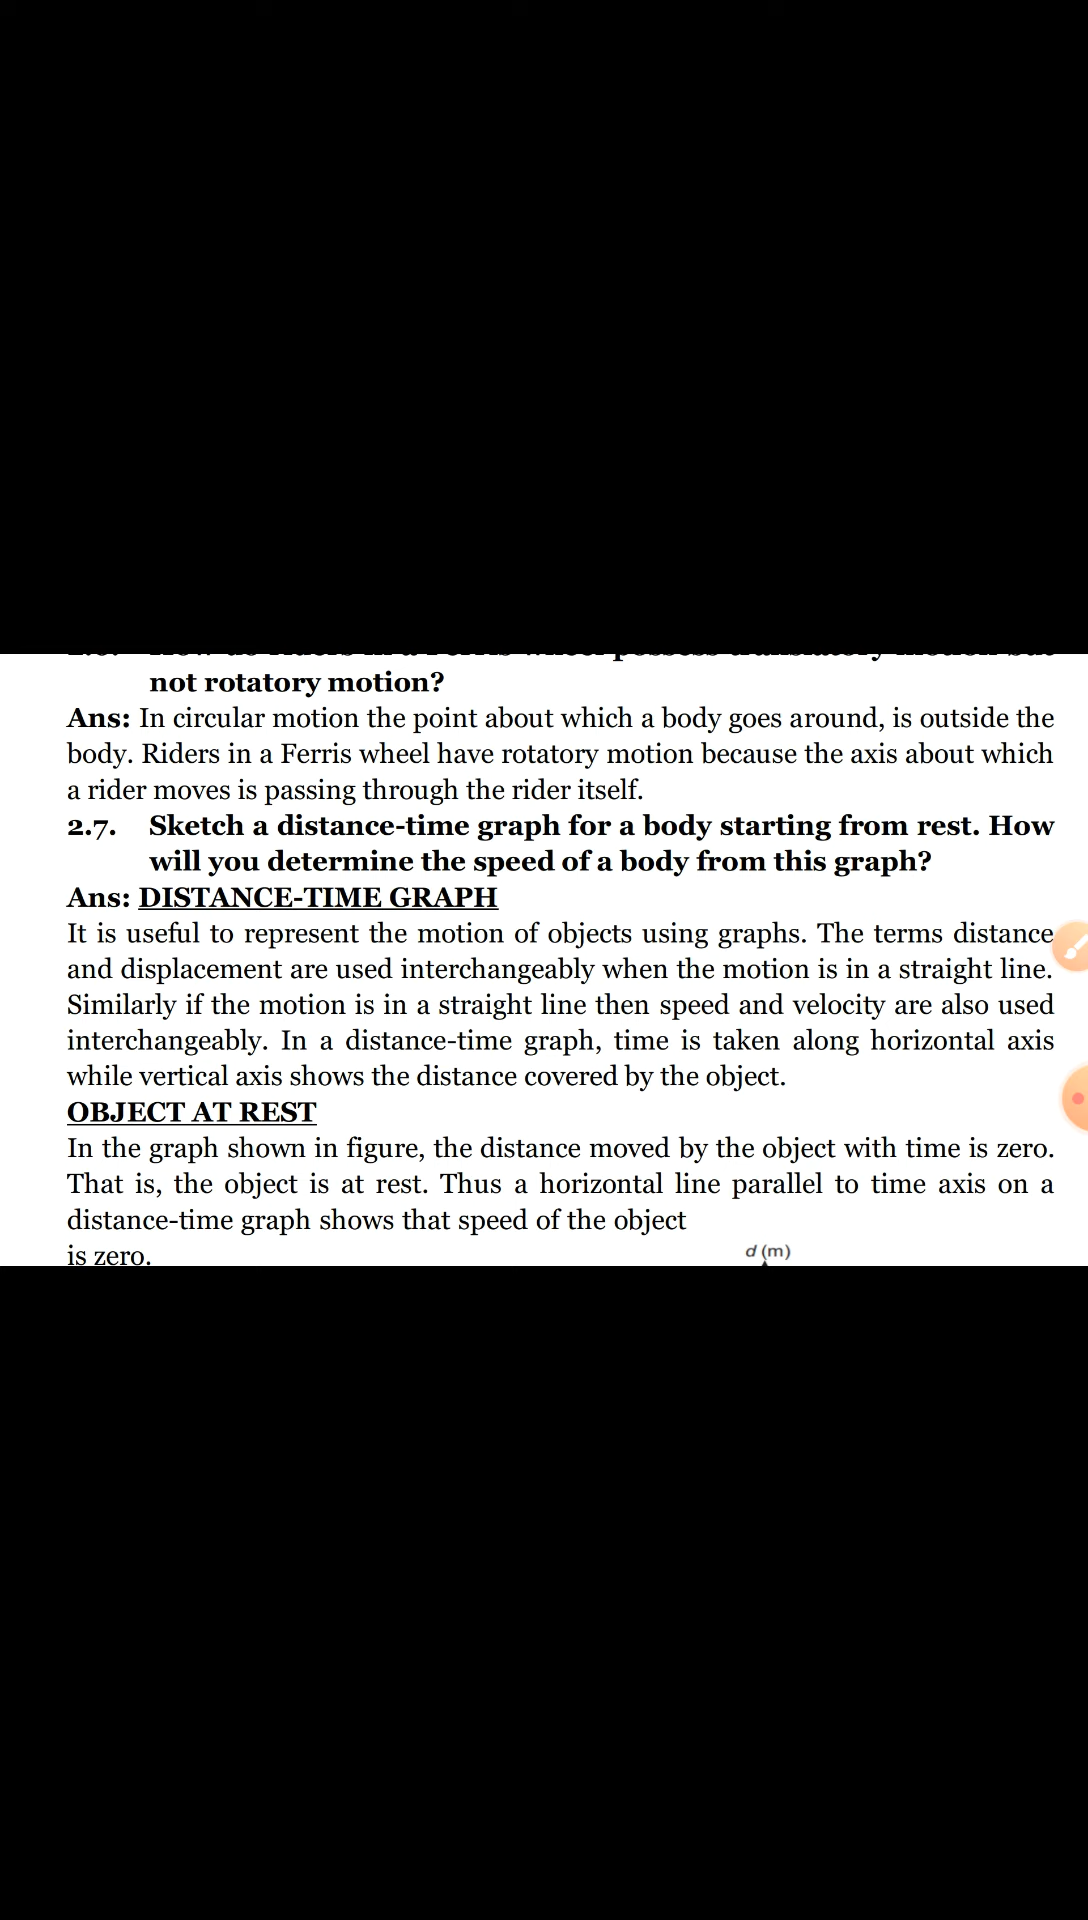 not rotatory motion?
Ans: In circular motion the point about which a body goes around, is outside the
body. Riders in a Ferris wheel have rotatory motion because the axis about which
a rider moves is passing through the rider itself.
2.7. Sketch a distance-time graph for a body starting from rest. How
will you determine the speed of a body from this graph?
Ans: DISTANCE-TIME GRAPH
It is useful to represent the motion of objects using graphs. The terms distance
and displacement are used interchangeably when the motion is in a straight line.
Similarly if the motion is in a straight line then speed and velocity are also used
interchangeably. In a distance-time graph, time is taken along horizontal axis
while vertical axis shows the distance covered by the object.
OBJECT AT REST
In the graph shown in figure, the distance moved by the object with time is zero.
That is, the object is at rest. Thus a horizontal line parallel to time axis on a
distance-time graph shows that speed of the object
is zero.
d (m)